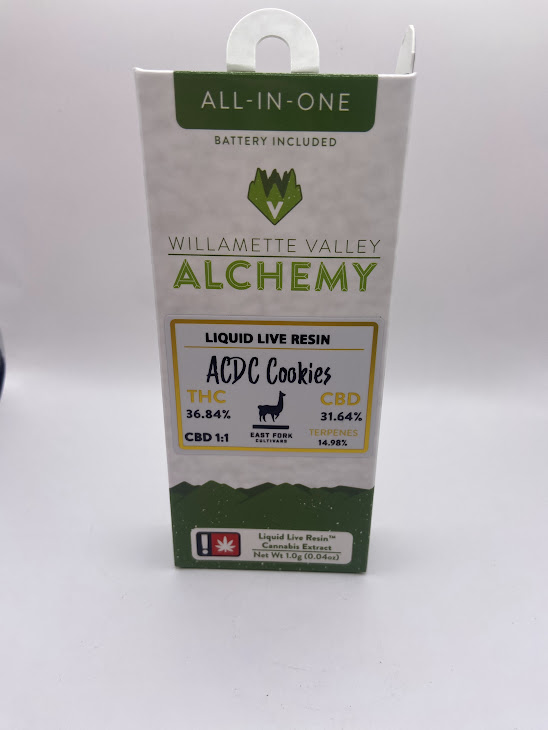 ALL-IN-ONE
BATTERY INCLUDED
WILLAMETTE VALLEY
ALCHEMY
LIQUID LIVE RESIN
ACDC Cookies
THC
36.84%
CBD 1:1
EAST FORK
CULTIVARS
CBD
31.64%
TERPENES
14.98%
!
Liquid Live Resin™
Cannabis Extract
Net Wt 1.0g (0.04oz)